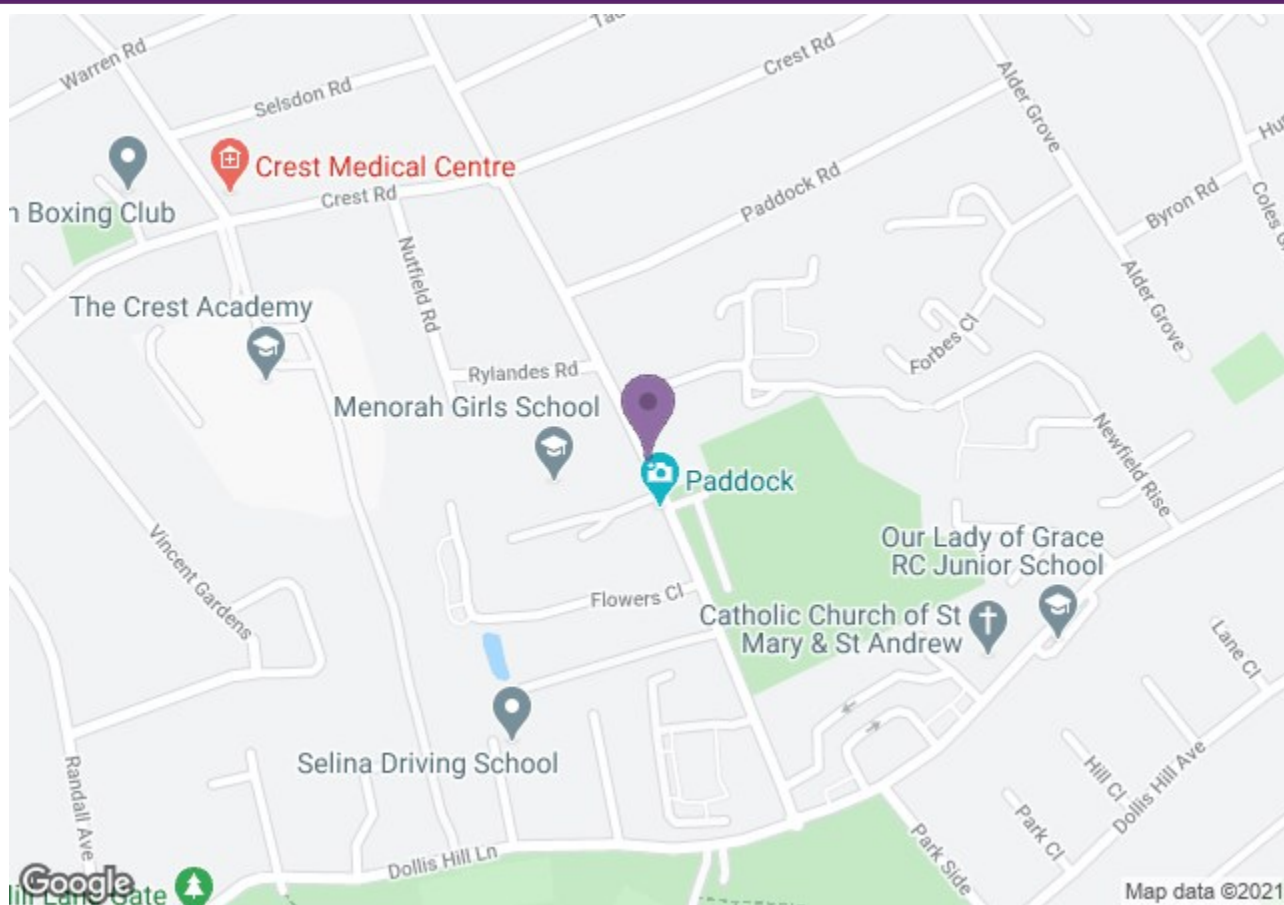 Warren Rd
Selsdon Rd
Crest Rd
Alder Grove
Crest Medical Centre
Crest Rd
Paddock Rd
Byron Rd
n Boxing Club
Nutfield Rd
The Crest Academy
Alder Grove
Forbes Cl
Rylandes Rd
Menorah Girls School
Newfield Rise
Paddock
Vincent Gardens
Our Lady of Grace
RC Junior School
Flowers Cl
Catholic Church of St
Mary & St Andrew
Lane Cl
Selina Driving School
Randall Ave
Hill Cl
Dollis Hill Ave
Park Cl
Dollis Hill Ln
Park Side
Google
Gate
Map data ©2021